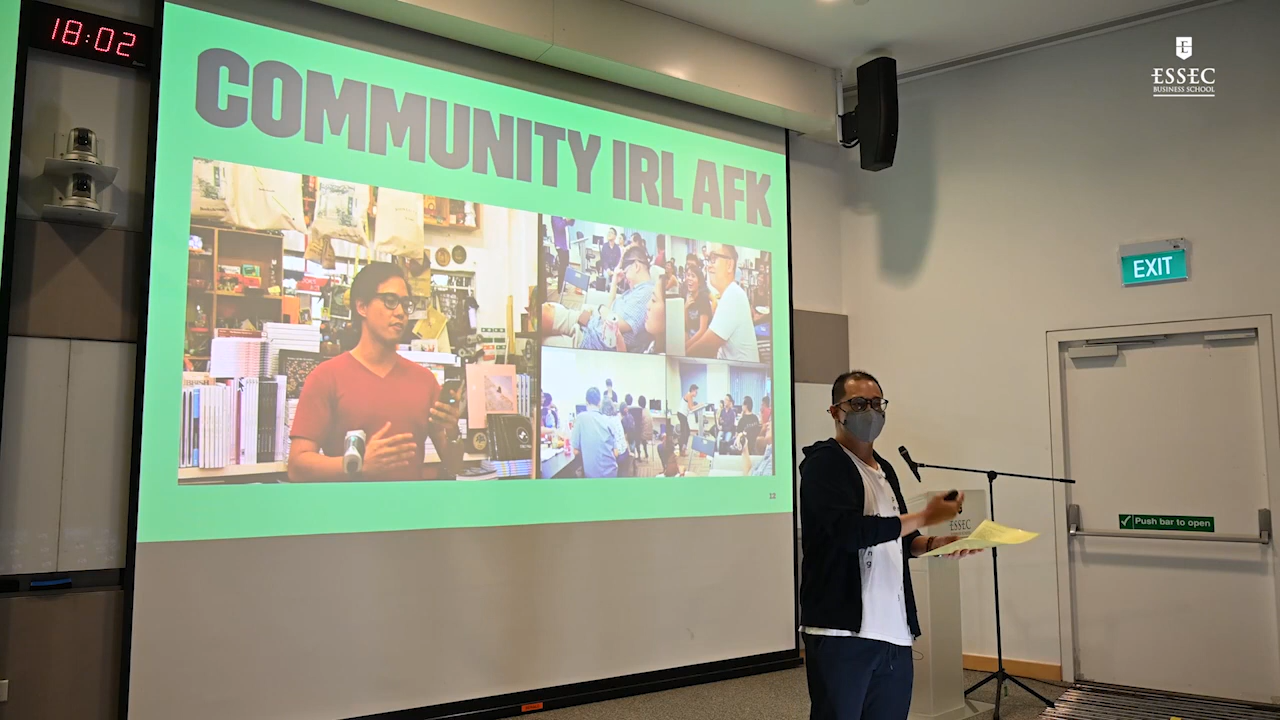 18:02
COMMUNITY IRL AFK
ESSEC
BUSINESS SCHOOL
EXIT
Push bar to open
ESSEC